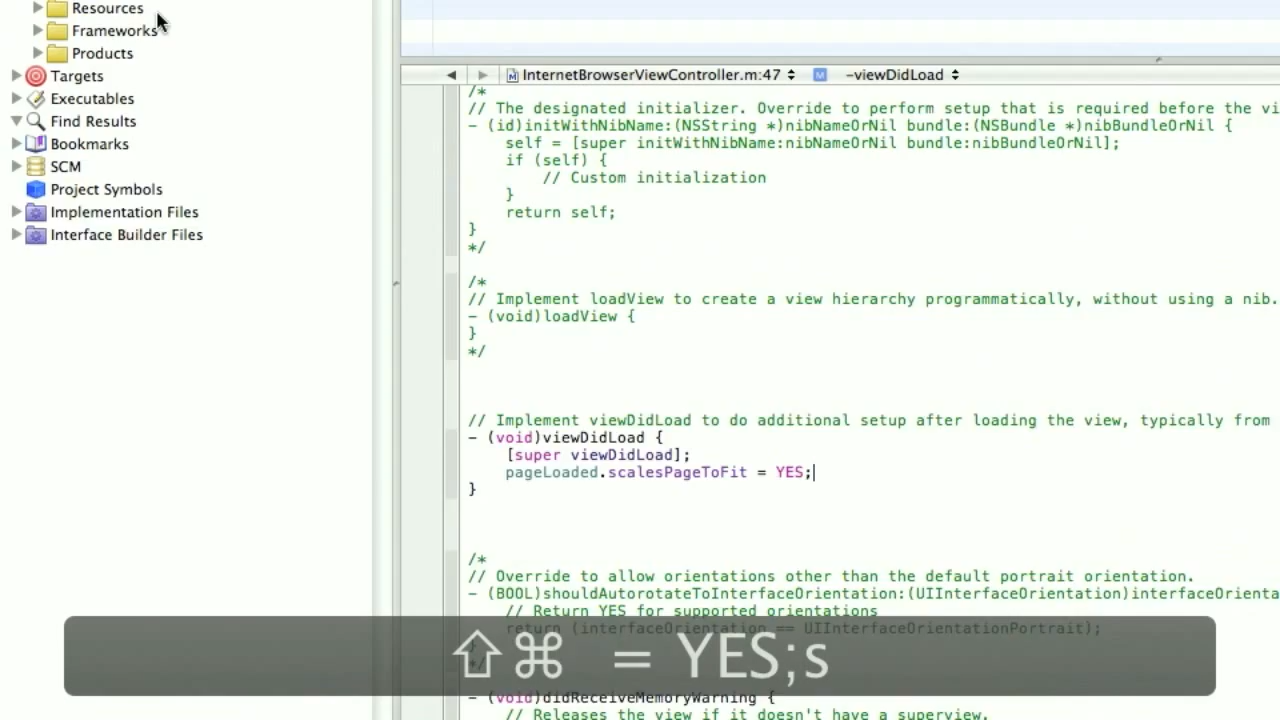 Resources
Frameworks
Products
Targets
Executables
Find Results
Bookmarks
SCM
Project Symbols
Implementation Files
Interface Builder Files
InternetBrowserViewController.m:47 M -viewDidLoad
/*
// The designated initializer. Override to perform setup that is required before the vi
- (id)initWithNibName:(NSString *)nibNameOrNil bundle:(NSBundle *)nibBundleOrNil {
self = [super initWithNibName:nibNameOrNil bundle:nibBundleOrNil];
if (self) {
// Custom initialization
}
return self;
}
*/
/*
// Implement loadView to create a view hierarchy programmatically, without using a nib.
- (void)loadView {
}
*/
// Implement viewDidLoad to do additional setup after loading the view, typically from
- (void)viewDidLoad {
[super viewDidLoad];
pageLoaded.scalesPageToFit = YES;
}
/*
// Override to allow orientations other than the default portrait orientation.
- (BOOL)shouldAutorotateToInterfaceOrientation:(UIInterfaceOrientation)interfaceOrienta
// Return YES for supported orientations
return (interfaceOrientation == UIInterfaceOrientationPortrait);
}
*/
⇧⌘ = YES;s
- (void)didReceiveMemoryWarning {
// Releases the view if it doesn't have a superview.